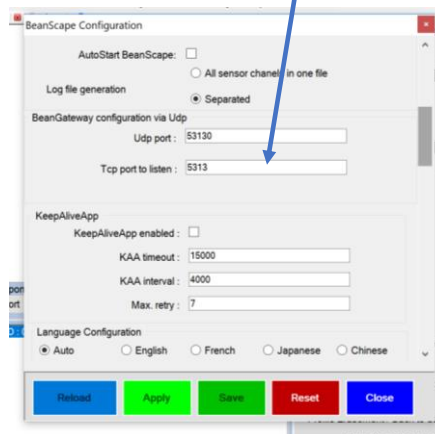 BeanScape Configuration
AutoStart BeanScape:
All sensor chanels in one file
Log file generation
Separated
BeanGateway configuration via Udp
Udp port : 53130
Tcp port to listen : 5313
KeepAliveApp
KeepAliveApp enabled :
KAA timeout : 15000
KAA interval : 4000
Max. retry : 7
Language Configuration
Auto English French Japanese Chinese
Reload Apply Save Reset Close